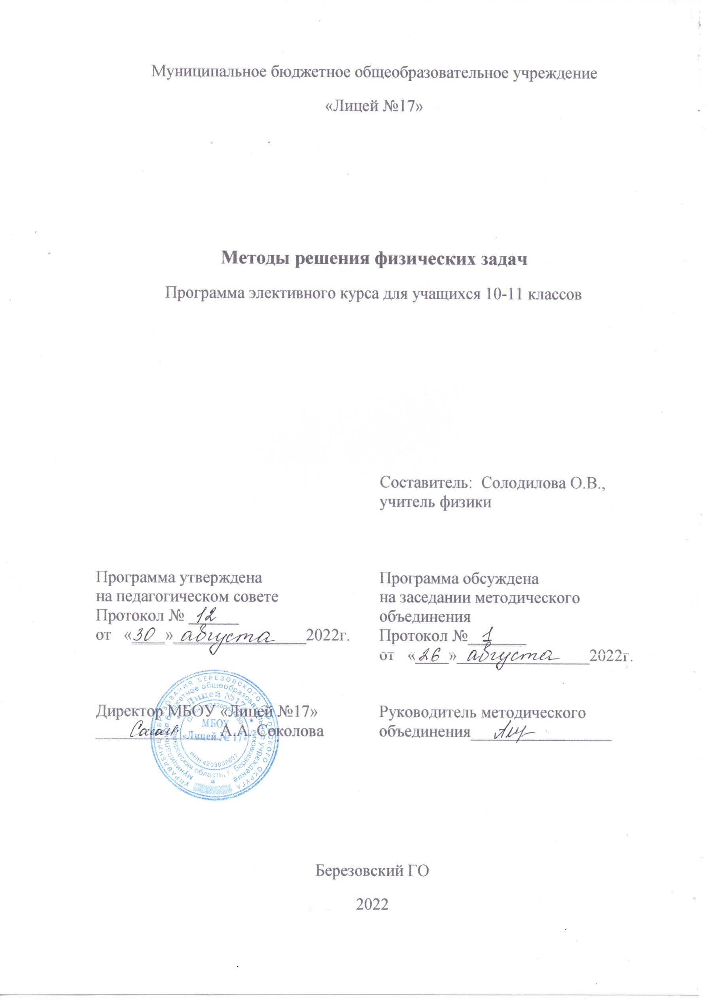 Муниципальное бюджетное общеобразовательное учреждение
«Лицей №17»
Методы решения физических задач
Программа элективного курса для учащихся 10-11 классов
Составитель: Солодилова О.В.,
учитель физики
Программа утверждена
на педагогическом совете
Протокол № 12
от «30» августа 2022г.
Программа обсуждена
на заседании методического
объединения
Протокол № 1
от «26» августа 2022г.
Директор МБОУ «Лицей №17»
А.А. Соколова
Руководитель методического
объединения
УПРАВЛЕНИЕ ОБРАЗОВАНИЯ БЕРЕЗОВСКОГО ГОРОДСКОГО ОКРУГА
муниципальное бюджетное общеобразовательное учреждение
«Лицей №17»
Кемеровская область, г. Березовский
ОГРН
МБОУ
«Лицей № 17»
ИНН 4203002637
Березовский ГО
2022